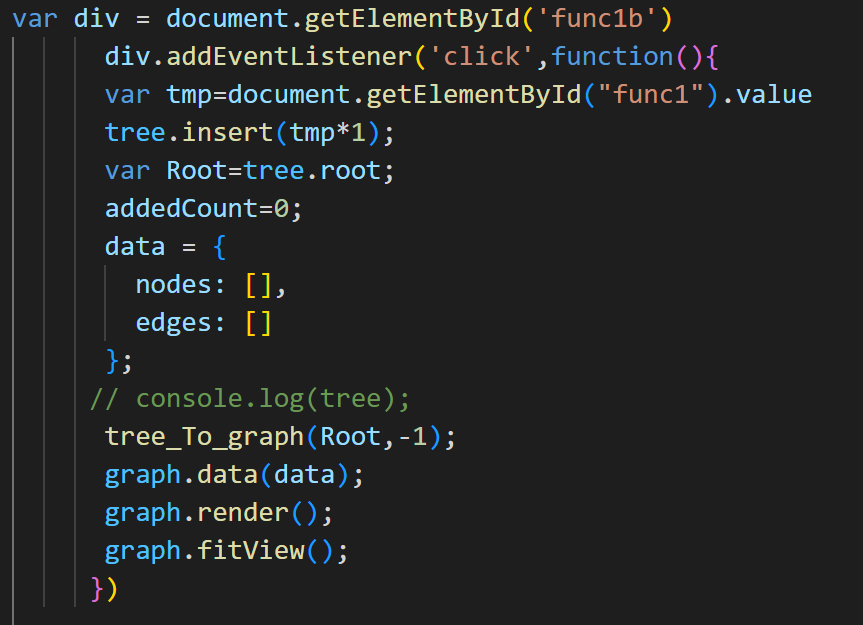 var div = document.getElementById('func1b')
div.addEventListener('click',function(){
var tmp=document.getElementById("func1").value
tree.insert(tmp*1);
var Root=tree.root;
addedCount=0;
data = {
nodes: [],
edges: []
};
// console.log(tree);
tree_To_graph(Root,-1);
graph.data(data);
graph.render();
graph.fitView();
})